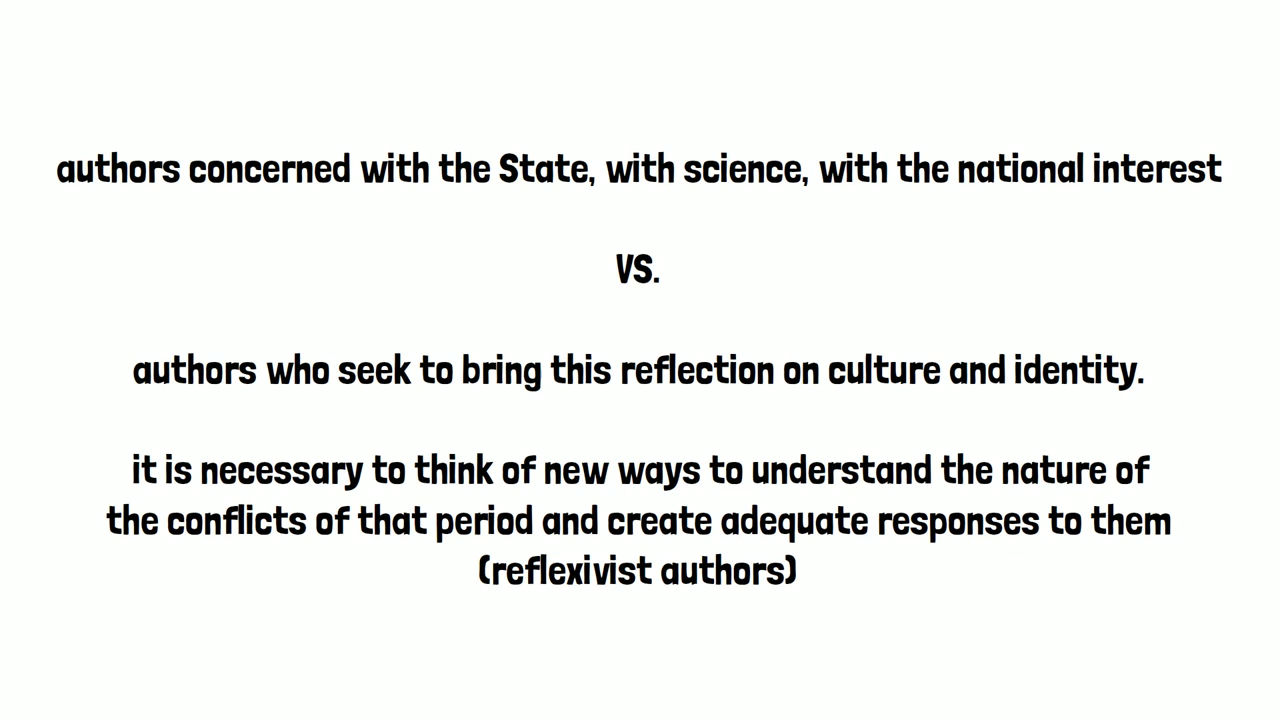 authors concerned with the State, with science, with the national interest
VS.
authors who seek to bring this reflection on culture and identity.
it is necessary to think of new ways to understand the nature of
the conflicts of that period and create adequate responses to them
(reflexivist authors)